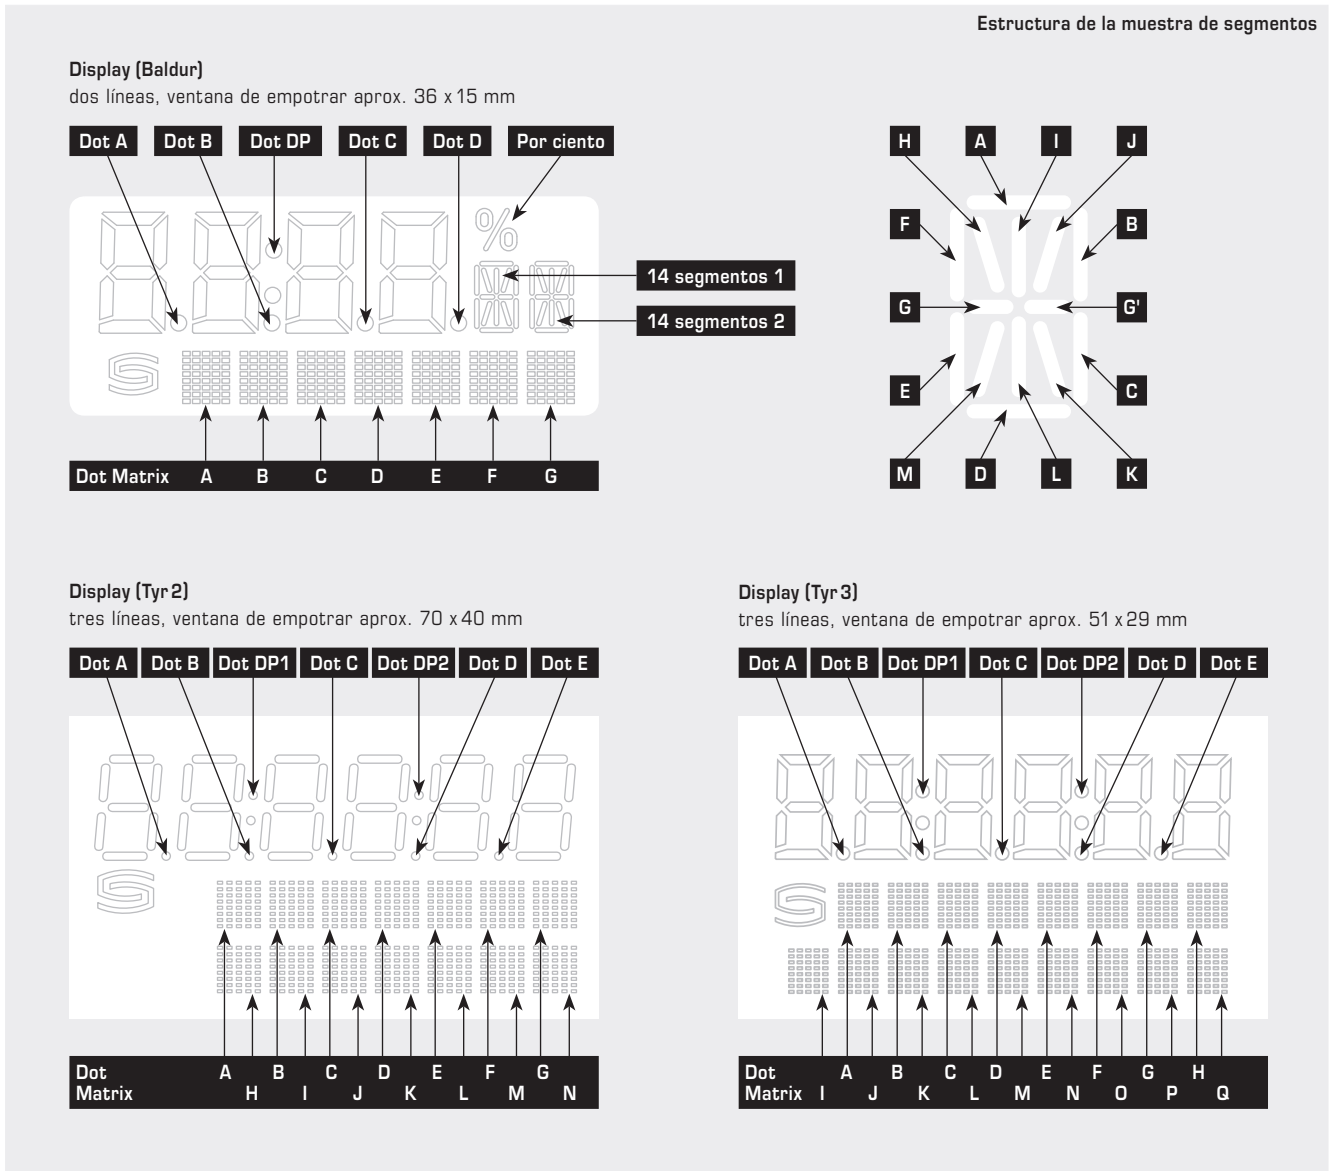 Estructura de la muestra de segmentos
Display (Baldur)
dos líneas, ventana de empotrar aprox. 36 x 15 mm
Dot A Dot B Dot DP Dot C Dot D Por ciento
%
14 segmentos 1
14 segmentos 2
Dot Matrix A B C D E F G
H A I J
F B
G G'
E C
M D L K
Display (Tyr 2)
tres líneas, ventana de empotrar aprox. 70 x 40 mm
Dot A Dot B Dot DP1 Dot C Dot DP2 Dot D Dot E
Dot A B C D E F G
Matrix H I J K L M N
Display (Tyr 3)
tres líneas, ventana de empotrar aprox. 51 x 29 mm
Dot A Dot B Dot DP1 Dot C Dot DP2 Dot D Dot E
Dot A B C D E F G H
Matrix I J K L M N O P Q